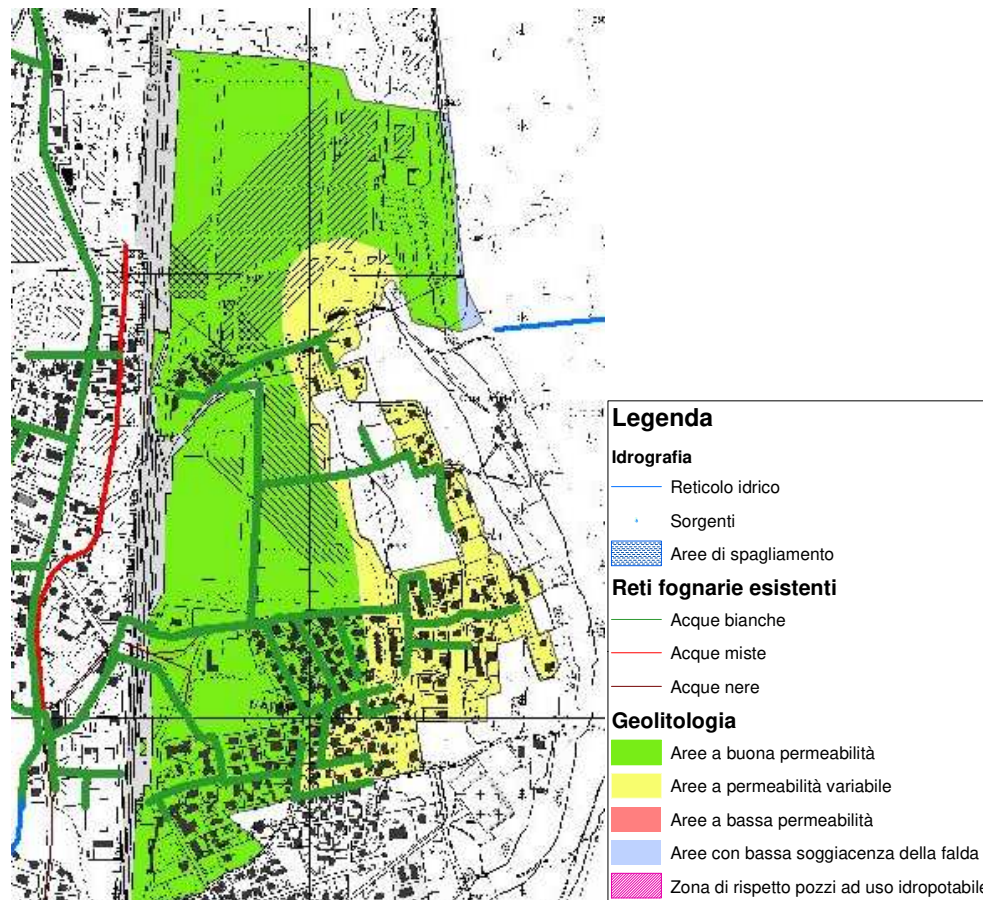 Legenda
Idrografia
Reticolo idrico
Sorgenti
Aree di spagliamento
Reti fognarie esistenti
Acque bianche
Acque miste
Acque nere
Geolitologia
Aree a buona permeabilità
Aree a permeabilità variabile
Aree a bassa permeabilità
Aree con bassa soggiacenza della falda
Zona di rispetto pozzi ad uso idropotabile